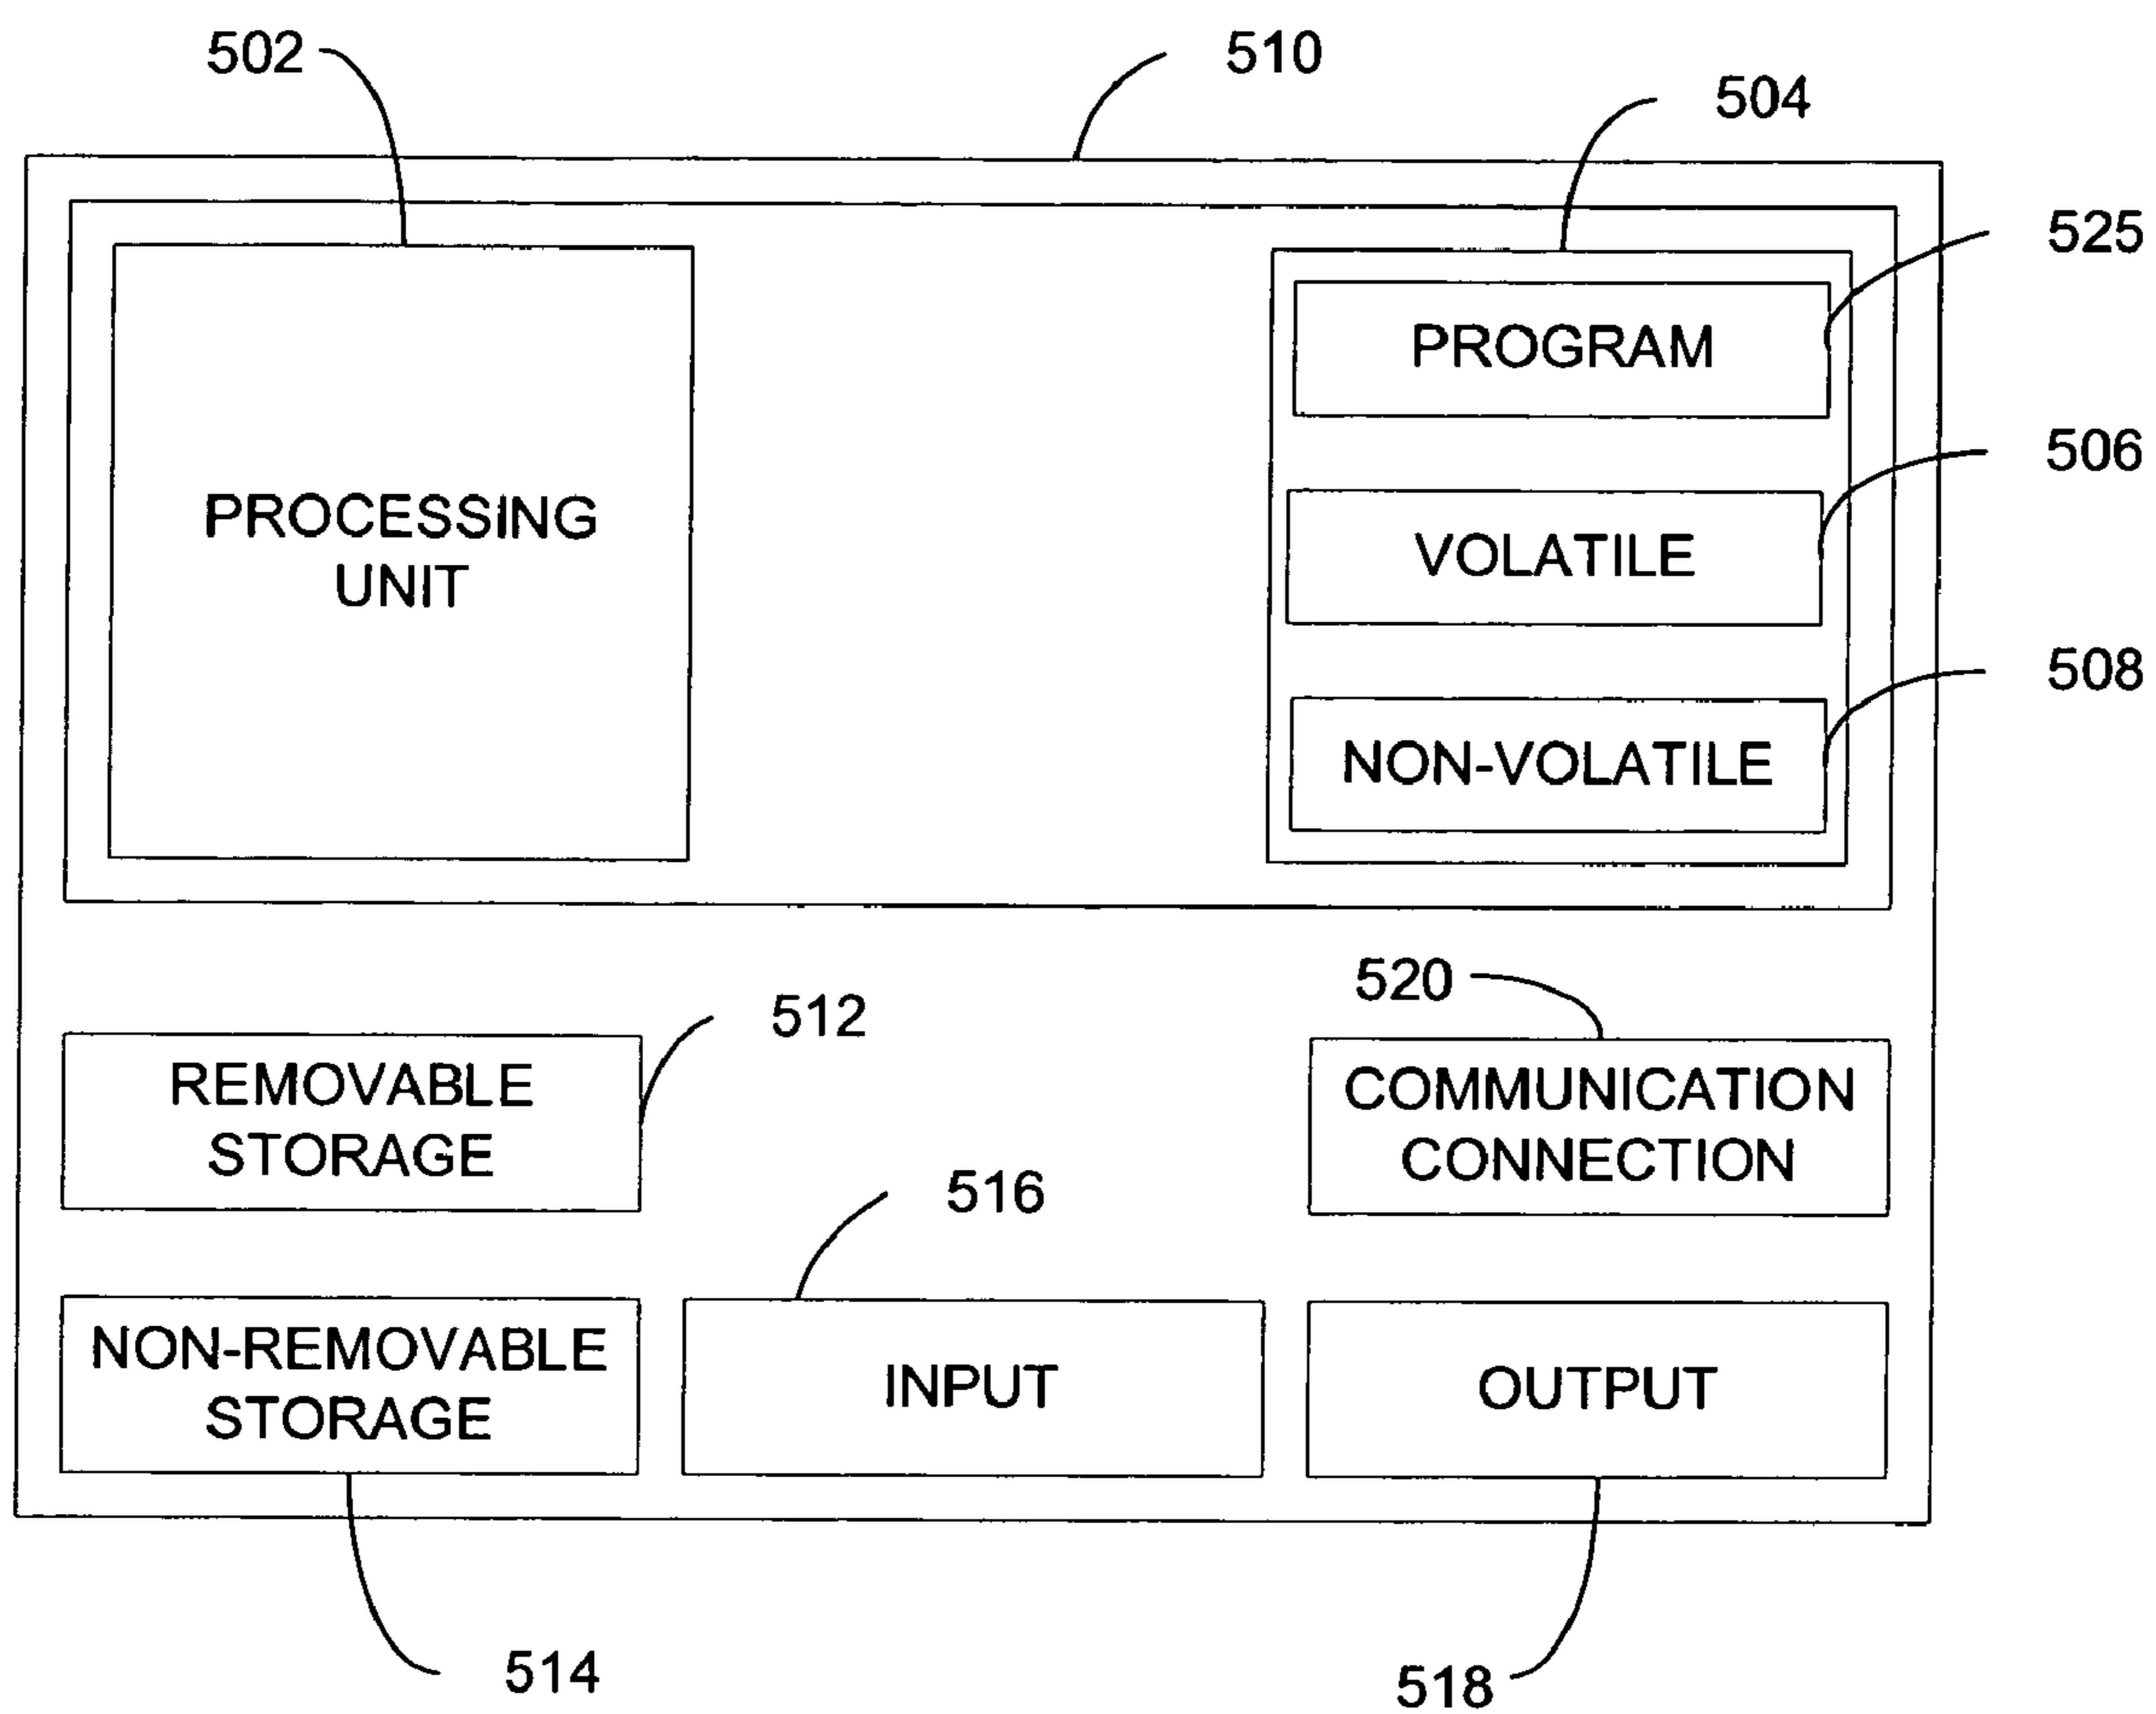 502
510
504
525
PROGRAM
506
PROCESSING
UNIT
VOLATILE
508
NON-VOLATILE
520
512
REMOVABLE
STORAGE
COMMUNICATION
CONNECTION
516
NON-REMOVABLE
STORAGE
INPUT
OUTPUT
514
518